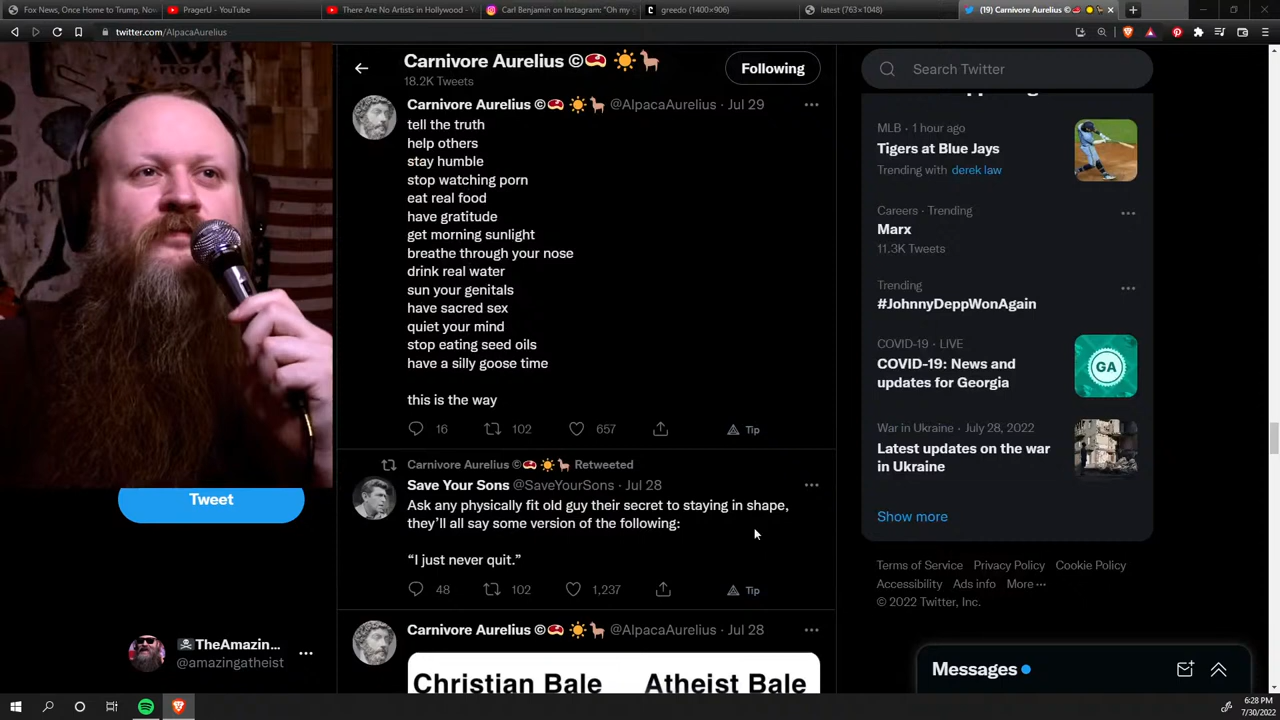 Fox News, Once Home to Trump, Now
PragerU - YouTube
There Are No Artists in Hollywood - Y
Carl Benjamin on Instagram: "Oh my g
greedo (1400×906)
latest (763×1048)
(19) Carnivore Aurelius ©
twitter.com/AlpacaAurelius
Carnivore Aurelius ©
18.2K Tweets
Following
Search Twitter
Carnivore Aurelius © @AlpacaAurelius · Jul 29
tell the truth
help others
stay humble
stop watching porn
eat real food
have gratitude
get morning sunlight
breathe through your nose
drink real water
sun your genitals
have sacred sex
quiet your mind
stop eating seed oils
have a silly goose time
this is the way
16 102 657 Tip
Carnivore Aurelius © Retweeted
Save Your Sons @SaveYourSons · Jul 28
Ask any physically fit old guy their secret to staying in shape,
they'll all say some version of the following:
“I just never quit.”
48 102 1,237 Tip
Carnivore Aurelius © @AlpacaAurelius · Jul 28
Christian Bale Atheist Bale
MLB · 1 hour ago
Tigers at Blue Jays
Trending with derek law
Careers · Trending
Marx
11.3K Tweets
Trending
#JohnnyDeppWonAgain
COVID-19 · LIVE
COVID-19: News and
updates for Georgia
GA
War in Ukraine · July 28, 2022
Latest updates on the war
in Ukraine
Show more
Terms of Service Privacy Policy Cookie Policy
Accessibility Ads info More ···
© 2022 Twitter, Inc.
Tweet
TheAmazin...
@amazingatheist
Messages
6:28 PM
7/30/2022